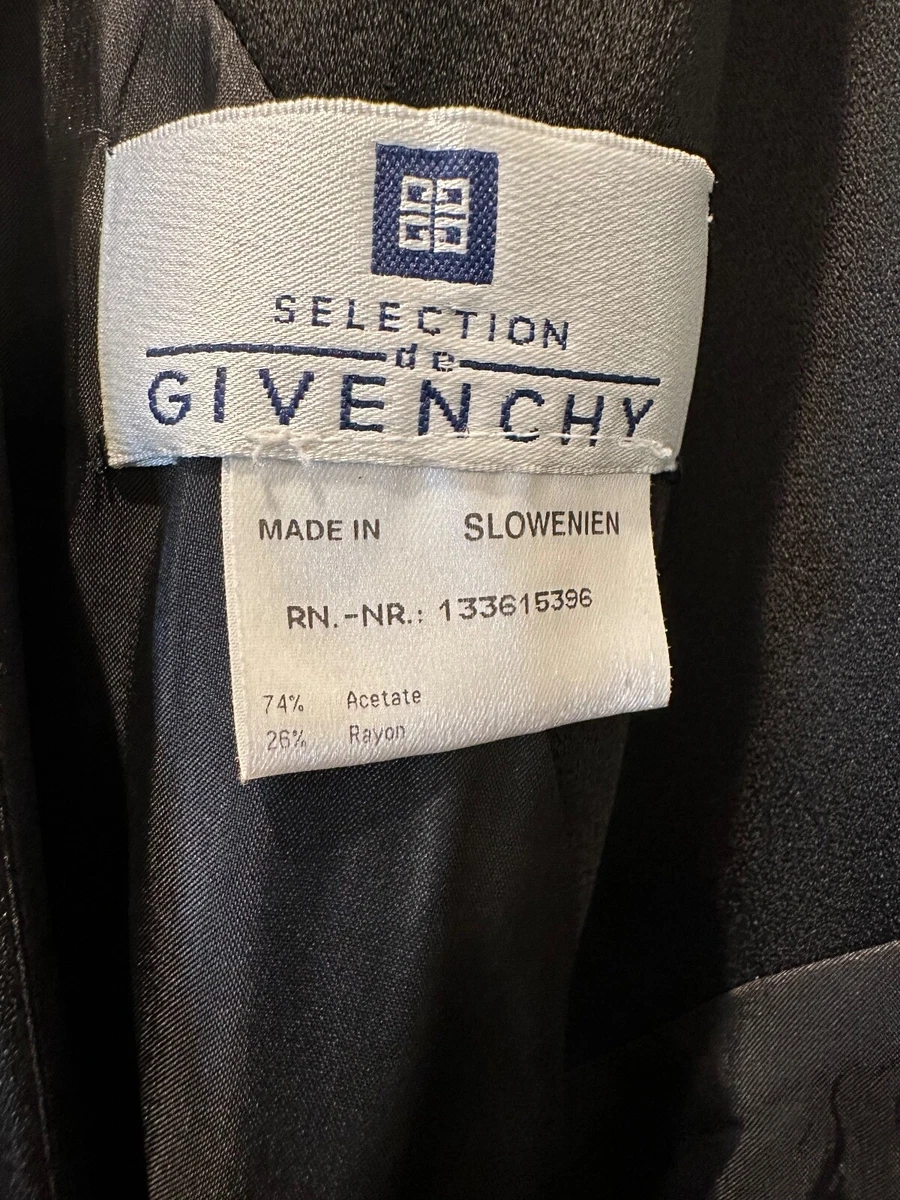 SELECTION
de
GIVENCHY
MADE IN SLOWENIEN
RN.-NR.: 133615396
74% Acetate
26% Rayon